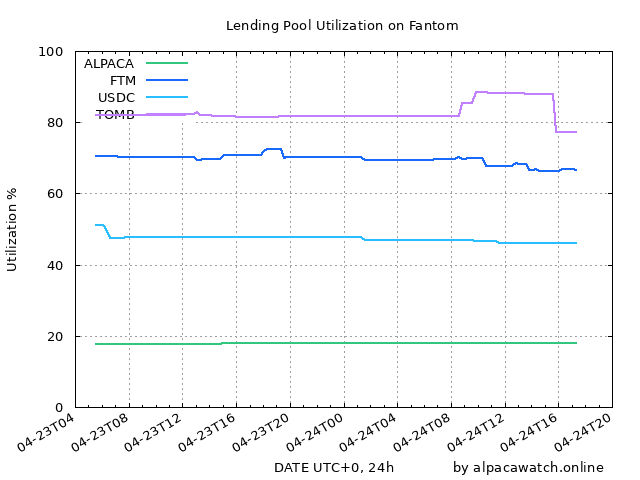 Lending Pool Utilization on Fantom
100
80
60
40
20
0
Utilization %
ALPACA
FTM
USDC
TOMB
04-23T04
04-23T08
04-23T12
04-23T16
04-23T20
04-24T00
04-24T04
04-24T08
04-24T12
04-24T16
04-24T20
DATE UTC+0, 24h
by alpacawatch.online